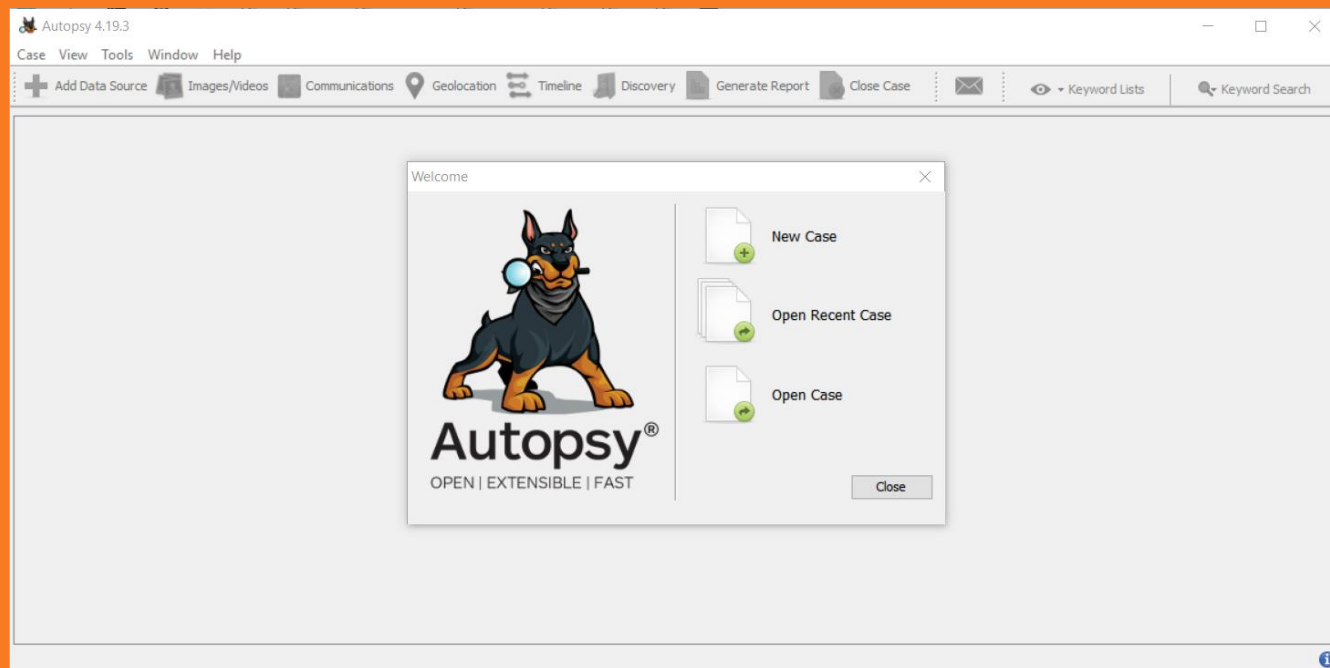 Autopsy 4.19.3
Case View Tools Window Help
Add Data Source Images/Videos Communications Geolocation Timeline Discovery Generate Report Close Case Keyword Lists Keyword Search
Welcome
New Case
Open Recent Case
Open Case
Autopsy®
OPEN | EXTENSIBLE | FAST
Close